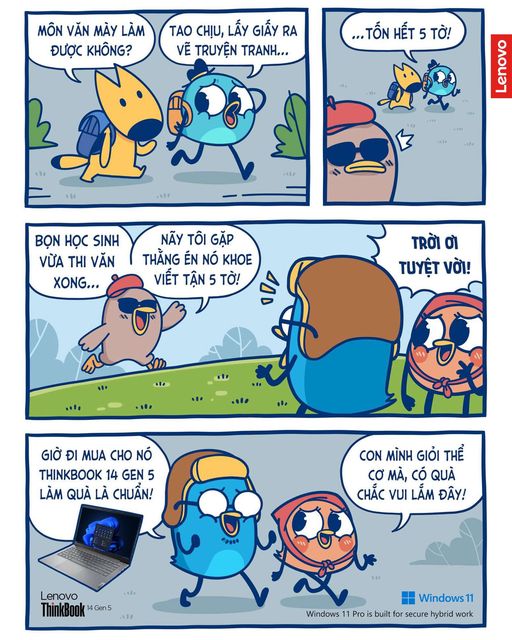 MÔN VĂN MÀY LÀM
ĐƯỢC KHÔNG?
TAO CHỊU, LẤY GIẤY RA
VẼ TRUYỆN TRANH...
...TỐN HẾT 5 TỜ!
Lenovo
BỌN HỌC SINH
VỪA THI VĂN
XONG...
NÃY TÔI GẶP
THẰNG ÉN NÓ KHOE
VIẾT TẬN 5 TỜ!
TRỜI ƠI
TUYỆT VỜI!
GIỜ ĐI MUA CHO NÓ
THINKBOOK 14 GEN 5
LÀM QUÀ LÀ CHUẨN!
CON MÌNH GIỎI THẾ
CƠ MÀ, CÓ QUÀ
CHẮC VUI LẮM ĐÂY!
Lenovo
ThinkBook 14 Gen 5
Windows 11
Windows 11 Pro is built for secure hybrid work